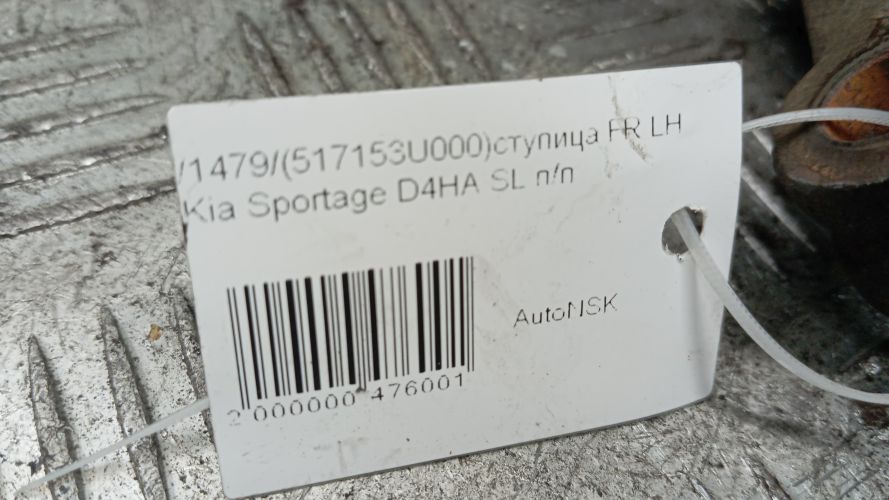 /1479/(517153U000)ступица FR LH
Kia Sportage D4HA SL п/п
AutoNSK
2 000000 476001